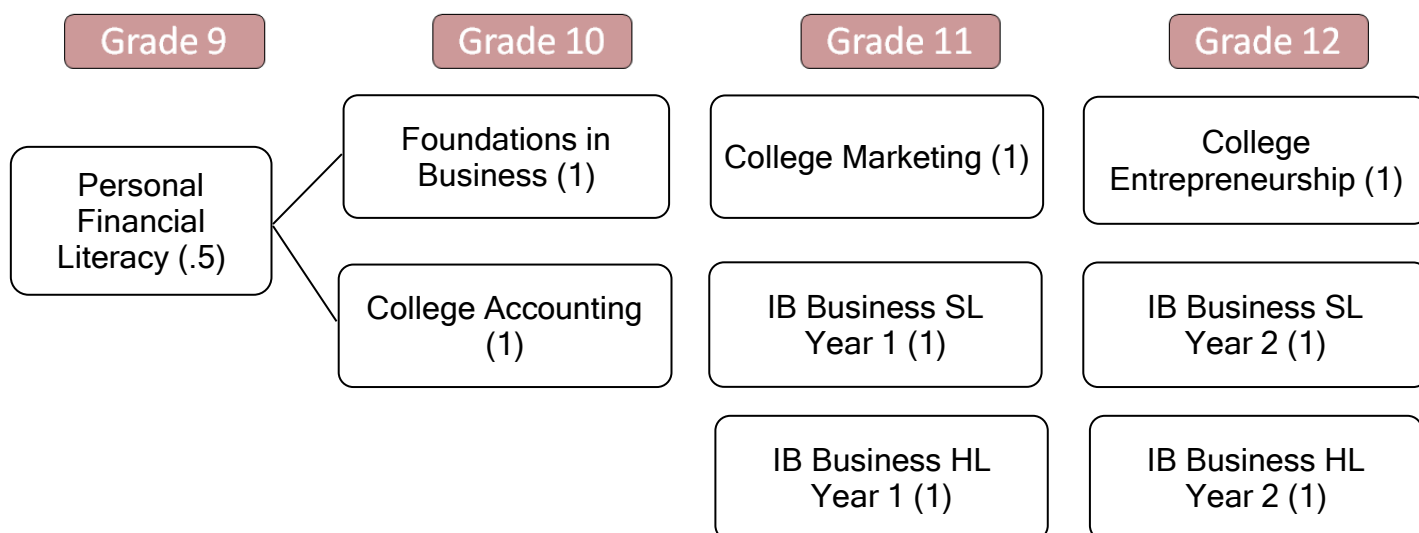 Grade 9
Grade 10
Grade 11
Grade 12
Personal
Financial
Literacy (.5)
Foundations in
Business (1)
College Accounting
(1)
College Marketing (1)
IB Business SL
Year 1 (1)
IB Business HL
Year 1 (1)
College
Entrepreneurship (1)
IB Business SL
Year 2 (1)
IB Business HL
Year 2 (1)